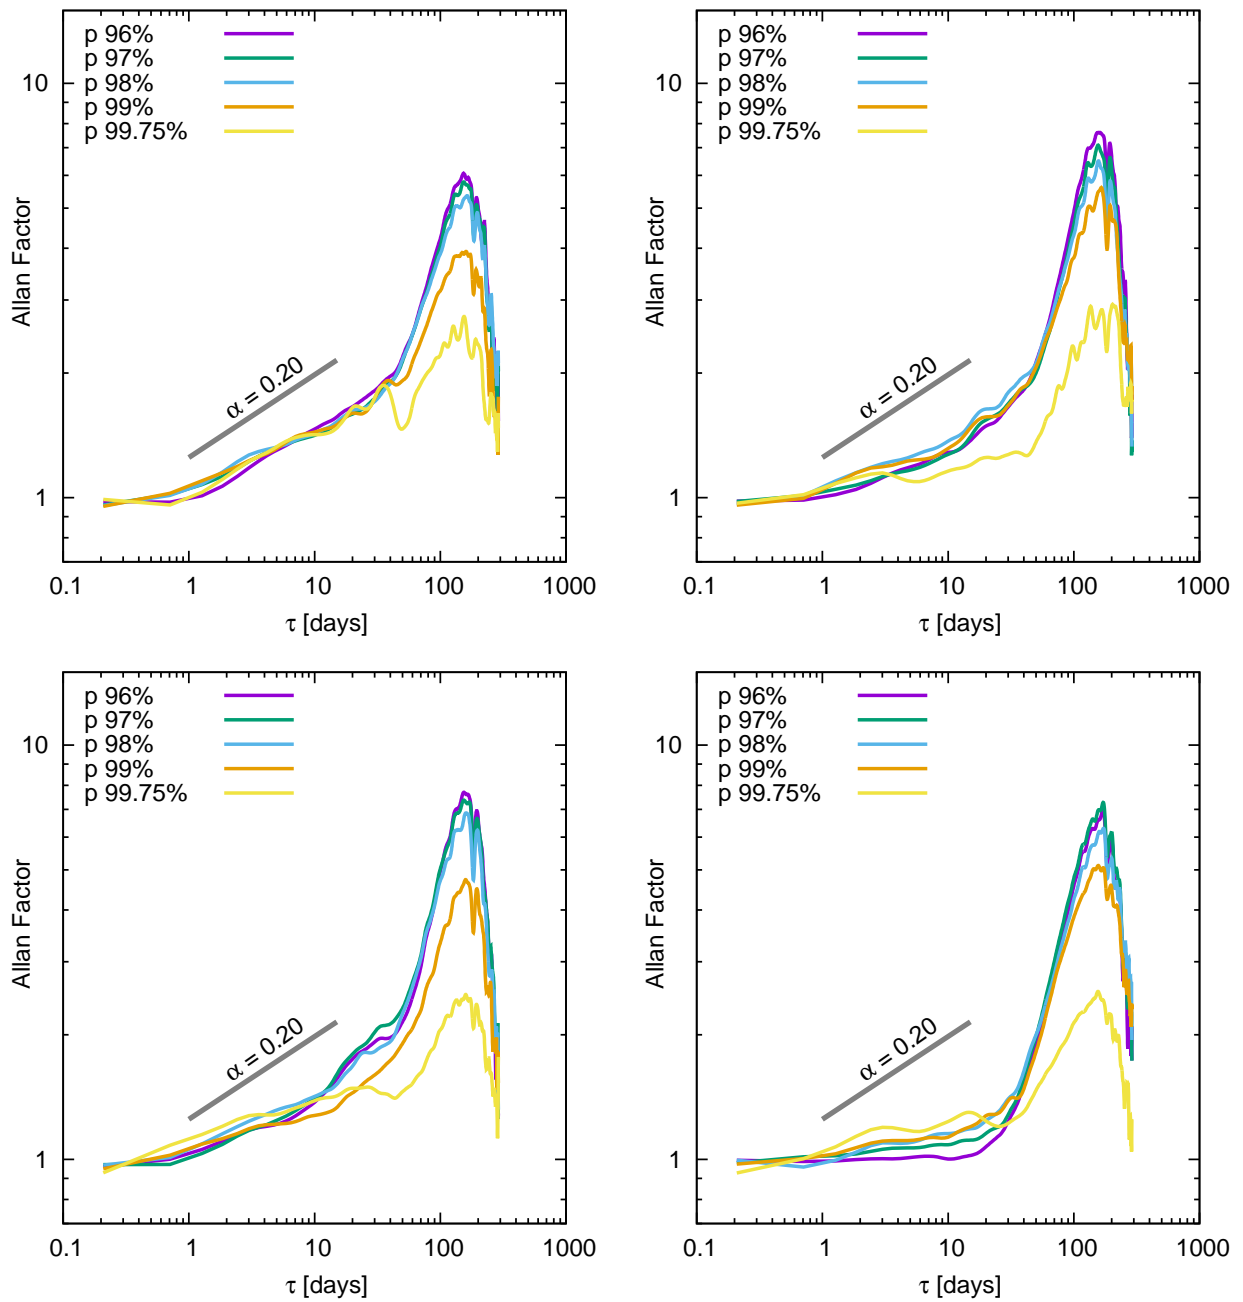 p 96%
p 97%
p 98%
p 99%
p 99.75%
10
1
Allan Factor
α = 0.20
0.1 1 10 100 1000
τ [days]
p 96%
p 97%
p 98%
p 99%
p 99.75%
10
1
Allan Factor
α = 0.20
0.1 1 10 100 1000
τ [days]
p 96%
p 97%
p 98%
p 99%
p 99.75%
10
1
Allan Factor
α = 0.20
0.1 1 10 100 1000
τ [days]
p 96%
p 97%
p 98%
p 99%
p 99.75%
10
1
Allan Factor
α = 0.20
0.1 1 10 100 1000
τ [days]